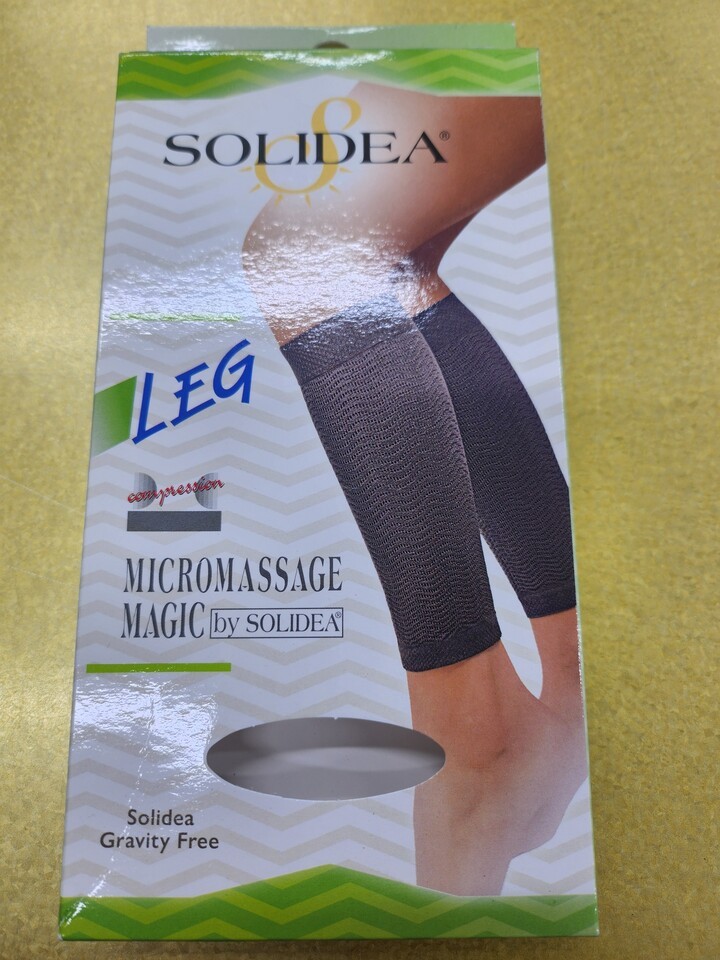 SOLIDEA®
LEG
compression
MICROMASSAGE
MAGIC by SOLIDEA®
Solidea
Gravity Free